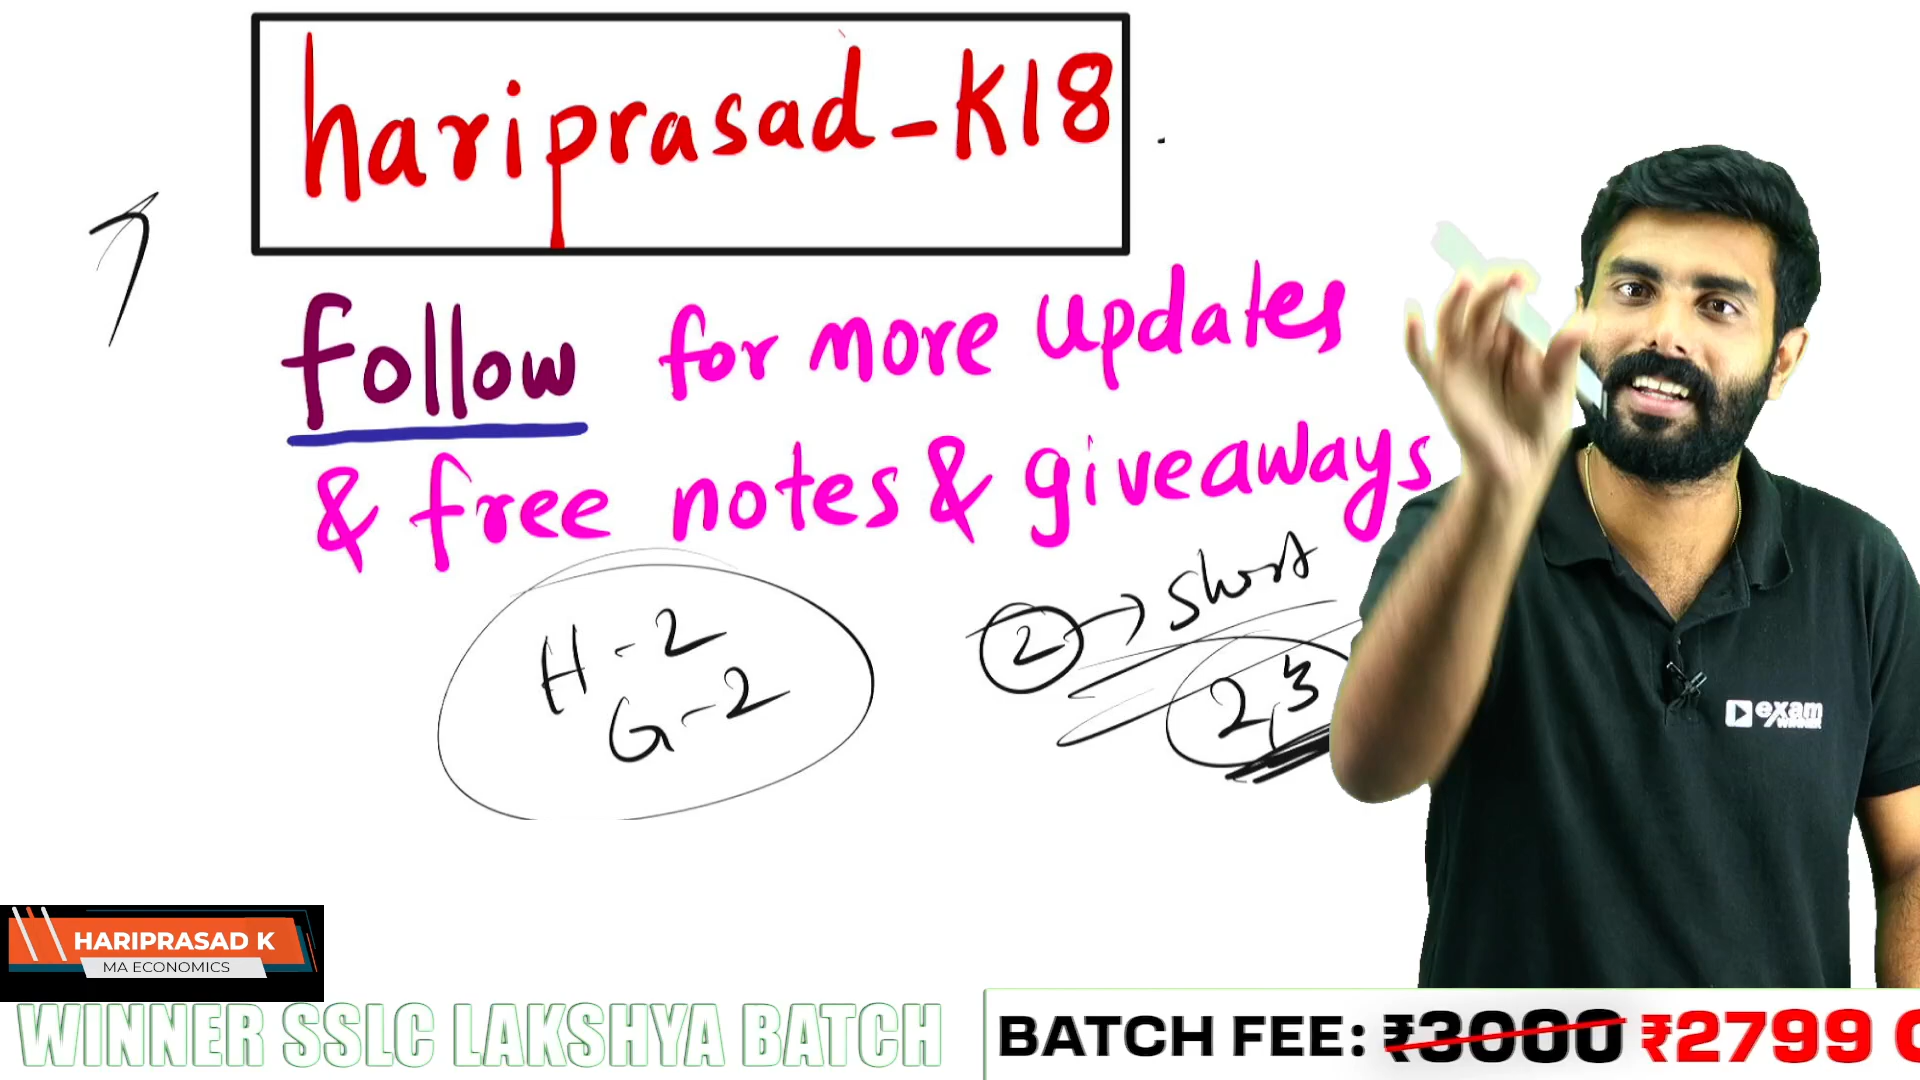 hariprasad-K18
follow for more updates
& free notes & giveaways
H-2
G-2
2 → short
2,3
exam
WINNER
HARIPRASAD K
MA ECONOMICS
WINNER SSLC LAKSHYA BATCH
BATCH FEE: ₹3000 ₹2799